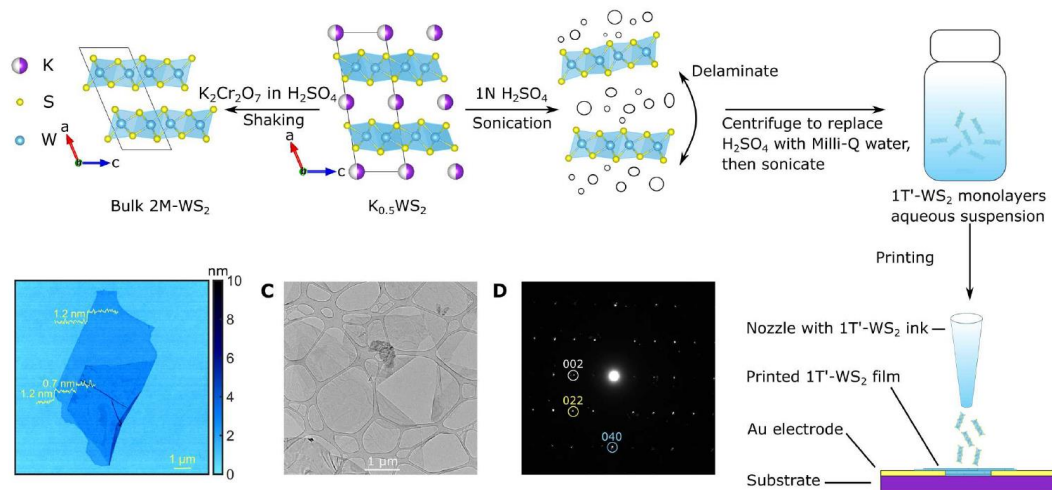 K
S
W
a
c
Bulk 2M-WS2
K2Cr2O7 in H2SO4
Shaking
a
c
K0.5WS2
1N H2SO4
Sonication
Delaminate
Centrifuge to replace
H2SO4 with Milli-Q water,
then sonicate
1T'-WS2 monolayers
aqueous suspension
Printing
nm
10
8
6
4
2
0
1.2 nm
0.7 nm
1.2 nm
1 μm
C
1 μm
D
002
022
040
Nozzle with 1T'-WS2 ink
Printed 1T'-WS2 film
Au electrode
Substrate